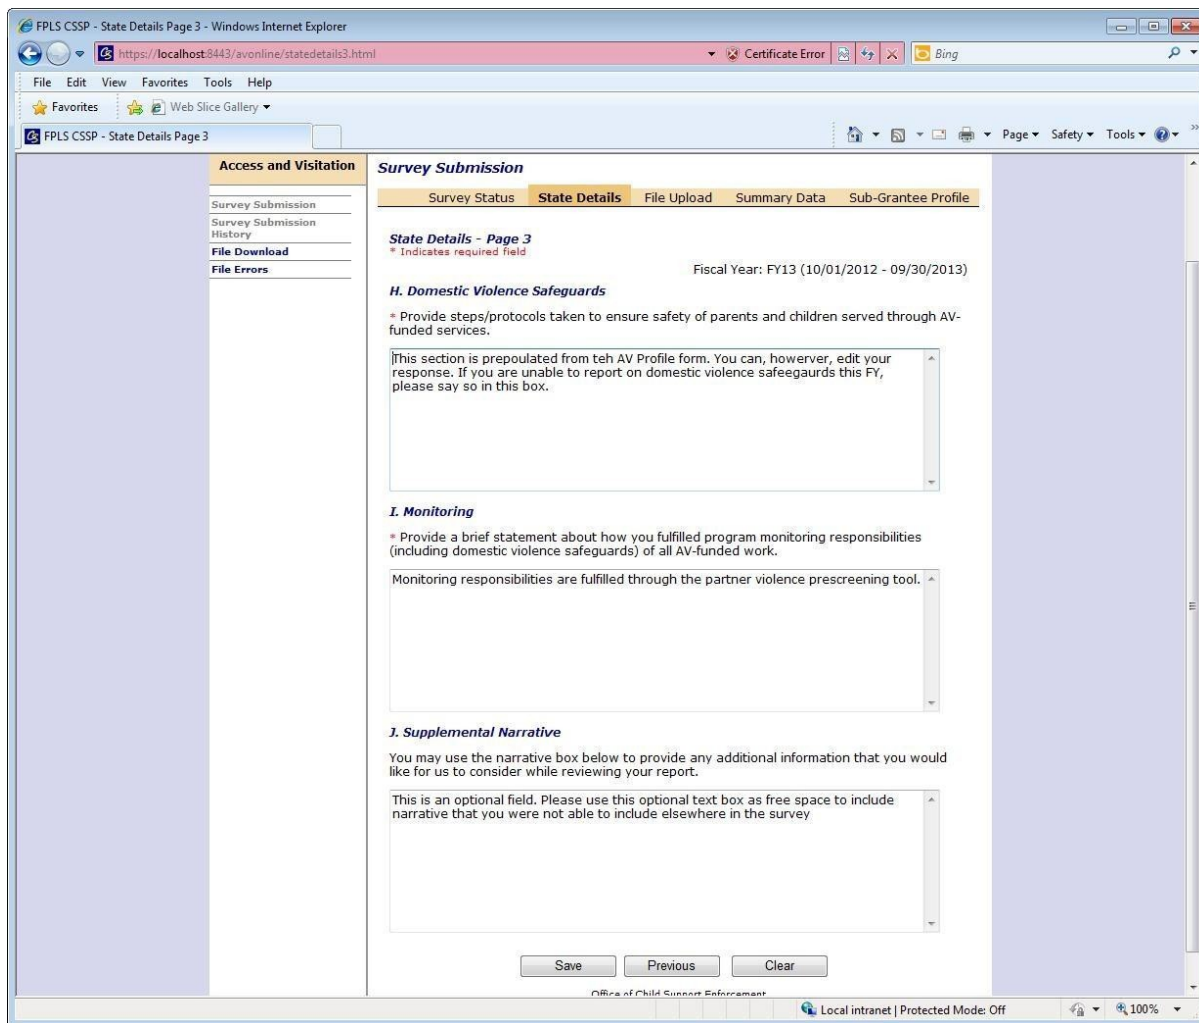 FPLS CSSP - State Details Page 3 - Windows Internet Explorer
https://localhost:8443/avonline/statedetails3.html
Certificate Error
Bing
File Edit View Favorites Tools Help
Favorites Web Slice Gallery
FPLS CSSP - State Details Page 3
Page Safety Tools
Access and Visitation
Survey Submission
Survey Submission
History
File Download
File Errors
Survey Submission
Survey Status State Details File Upload Summary Data Sub-Grantee Profile
State Details - Page 3
* Indicates required field
Fiscal Year: FY13 (10/01/2012 - 09/30/2013)
H. Domestic Violence Safeguards
* Provide steps/protocols taken to ensure safety of parents and children served through AV-
funded services.
This section is prepoulated from teh AV Profile form. You can, howerver, edit your
response. If you are unable to report on domestic violence safeegaurds this FY,
please say so in this box.
I. Monitoring
* Provide a brief statement about how you fulfilled program monitoring responsibilities
(including domestic violence safeguards) of all AV-funded work.
Monitoring responsibilities are fulfilled through the partner violence prescreening tool.
J. Supplemental Narrative
You may use the narrative box below to provide any additional information that you would
like for us to consider while reviewing your report.
This is an optional field. Please use this optional text box as free space to include
narrative that you were not able to include elsewhere in the survey
Save Previous Clear
Office of Child Support Enforcement
Local intranet | Protected Mode: Off
100%